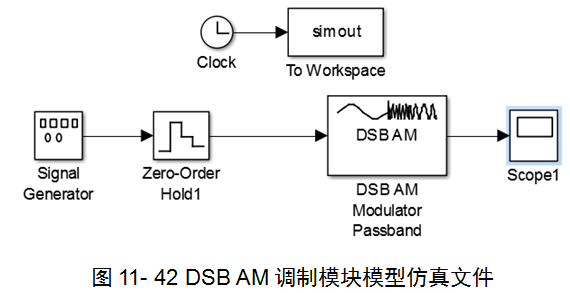 simout
Clock
To Workspace
DSB AM
Signal
Generator
Zero-Order
Hold1
DSB AM
Modulator
Passband
Scope1
图 11- 42 DSB AM 调制模块模型仿真文件